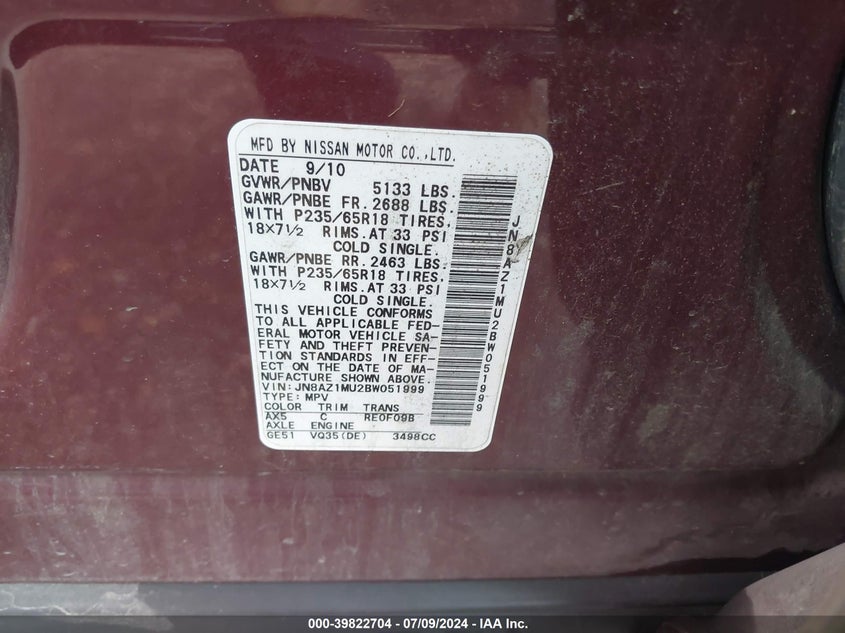 MFD BY NISSAN MOTOR CO.,LTD.
DATE 9/10
GVWR/PNBV 5133 LBS.
GAWR/PNBE FR. 2688 LBS.
WITH P235/65R18 TIRES.
18×7½ RIMS.AT 33 PSI
COLD SINGLE.
GAWR/PNBE RR. 2463 LBS.
WITH P235/65R18 TIRES.
18×7½ RIMS.AT 33 PSI
COLD SINGLE.
THIS VEHICLE CONFORMS
TO ALL APPLICABLE FED-
ERAL MOTOR VEHICLE SA-
FETY AND THEFT PREVEN-
TION STANDARDS IN EFF-
ECT ON THE DATE OF MA-
NUFACTURE SHOWN ABOVE.
VIN:JN8AZ1MU2BW051999
TYPE:MPV
COLOR TRIM TRANS
AX5 C RE0F09B
AXLE ENGINE
GE51 VQ35(DE) 3498CC
JN8AZ1MU2BW051999
000-39822704 / 07/09/2024 - IAA Inc.